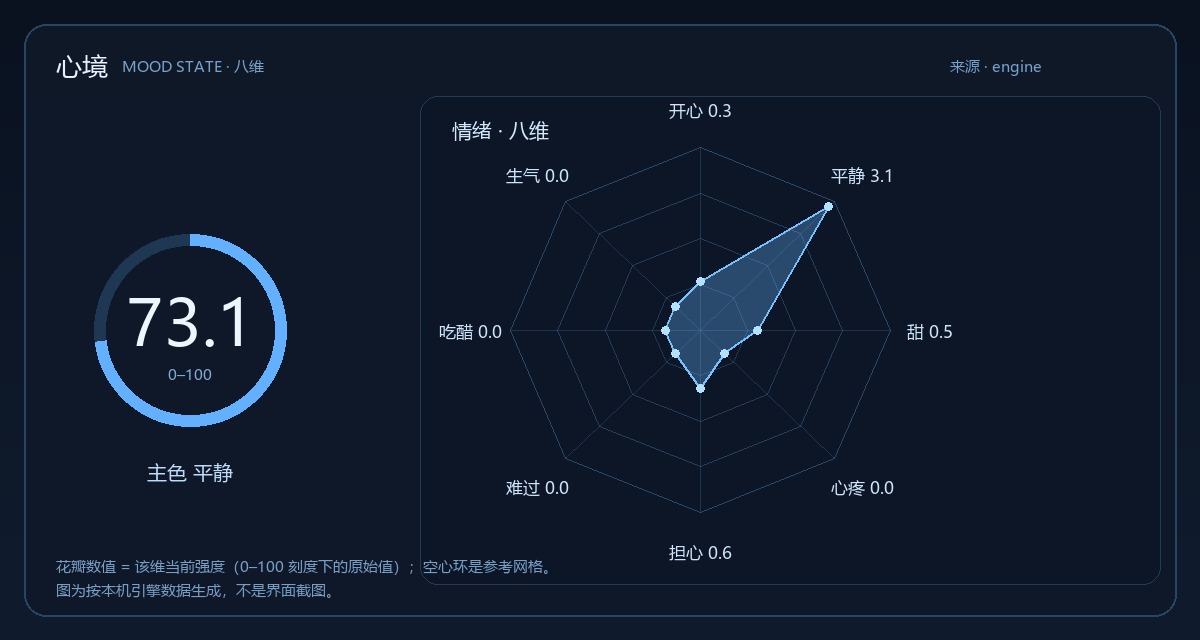 心境 MOOD STATE · 八维
来源 · engine
情绪 · 八维
开心 0.3
生气 0.0
平静 3.1
吃醋 0.0
甜 0.5
难过 0.0
心疼 0.0
担心 0.6
73.1
0–100
主色 平静
花瓣数值 = 该维当前强度（0–100 刻度下的原始值）；空心环是参考网格。
图为按本机引擎数据生成，不是界面截图。